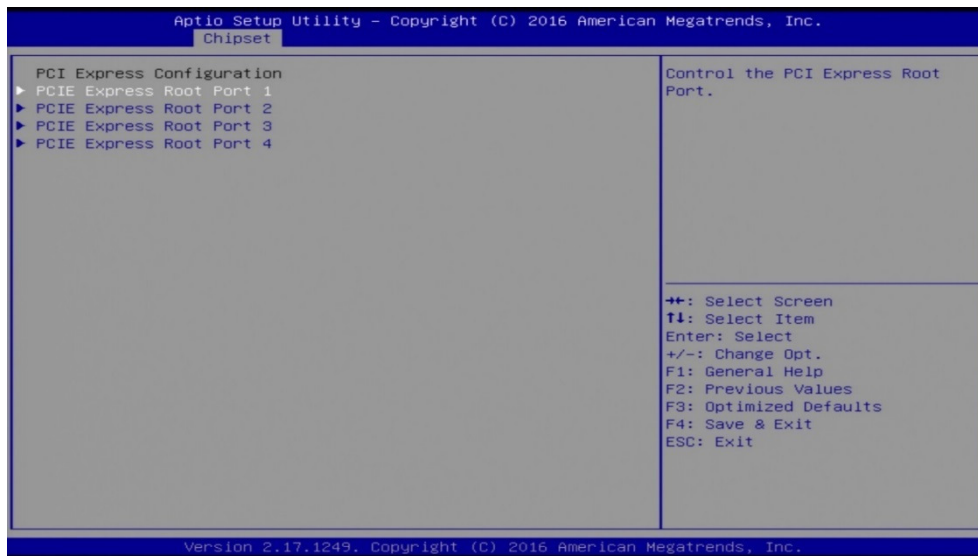 Aptio Setup Utility – Copyright (C) 2016 American Megatrends, Inc.
Chipset
PCI Express Configuration
► PCIE Express Root Port 1
► PCIE Express Root Port 2
► PCIE Express Root Port 3
► PCIE Express Root Port 4
Control the PCI Express Root
Port.
→←: Select Screen
↑↓: Select Item
Enter: Select
+/-: Change Opt.
F1: General Help
F2: Previous Values
F3: Optimized Defaults
F4: Save & Exit
ESC: Exit
Version 2.17.1249. Copyright (C) 2016 American Megatrends, Inc.